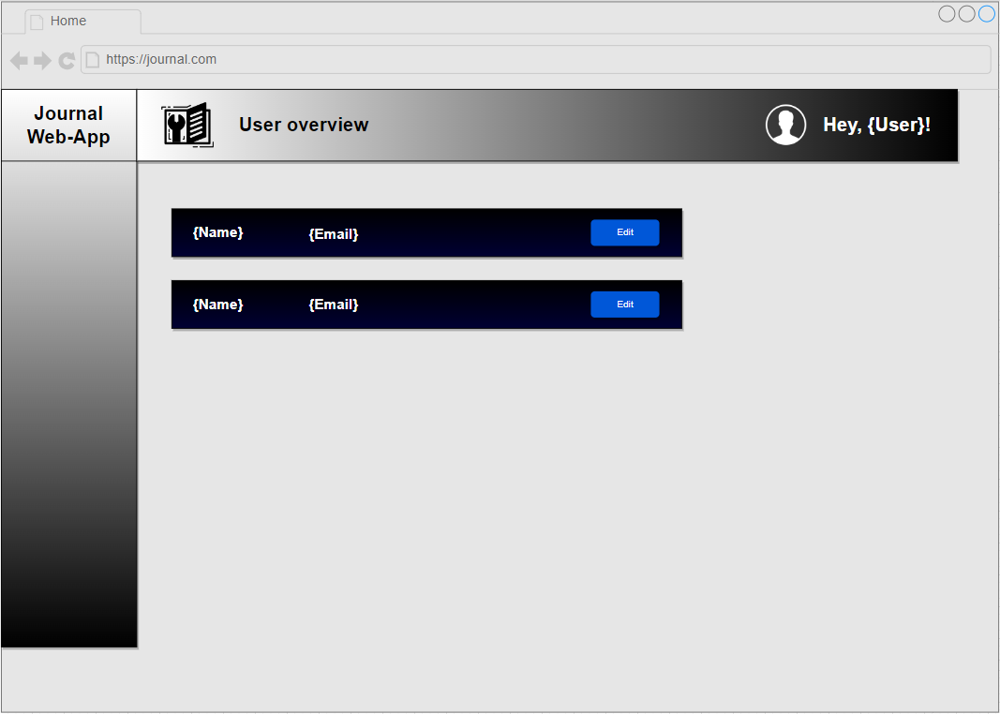 Home
https://journal.com
Journal
Web-App
User overview
Hey, {User}!
{Name}
{Email}
Edit
{Name}
{Email}
Edit